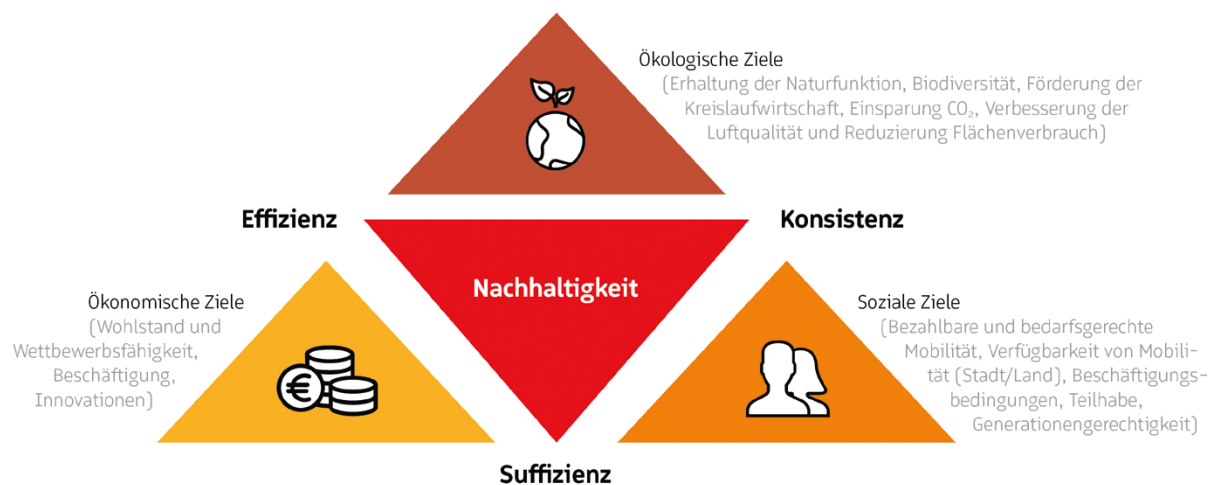 Ökologische Ziele
(Erhaltung der Naturfunktion, Biodiversität, Förderung der
Kreislaufwirtschaft, Einsparung CO₂, Verbesserung der
Luftqualität und Reduzierung Flächenverbrauch)
Effizienz
Konsistenz
Nachhaltigkeit
Ökonomische Ziele
(Wohlstand und
Wettbewerbsfähigkeit,
Beschäftigung,
Innovationen)
€
Soziale Ziele
(Bezahlbare und bedarfsgerechte
Mobilität, Verfügbarkeit von Mobili-
tät (Stadt/Land), Beschäftigungs-
bedingungen, Teilhabe,
Generationengerechtigkeit)
Suffizienz